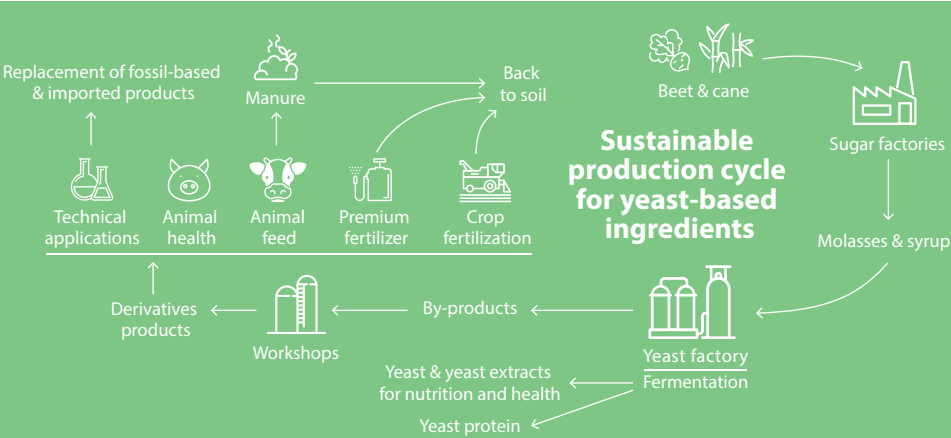 Replacement of fossil-based
& imported products
Manure
Back
to soil
Beet & cane
Sugar factories
Sustainable
production cycle
for yeast-based
ingredients
Technical
applications
Animal
health
Animal
feed
Premium
fertilizer
Crop
fertilization
Molasses & syrup
Derivatives
products
Workshops
By-products
Yeast factory
Fermentation
Yeast & yeast extracts
for nutrition and health
Yeast protein